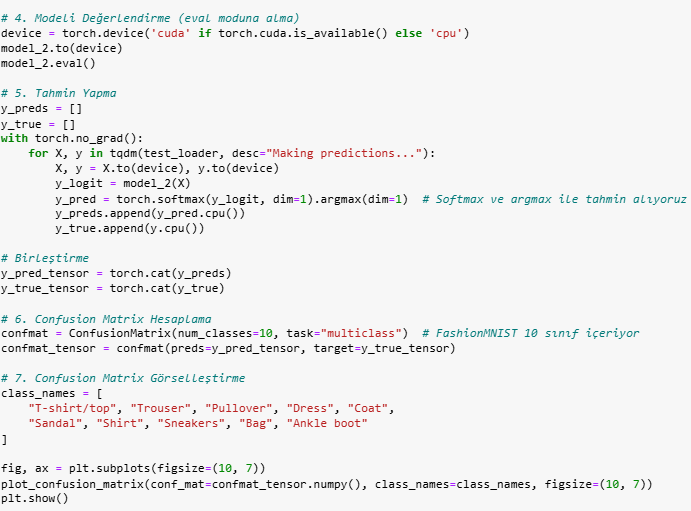 # 4. Modeli Değerlendirme (eval moduna alma)
device = torch.device('cuda' if torch.cuda.is_available() else 'cpu')
model_2.to(device)
model_2.eval()
# 5. Tahmin Yapma
y_preds = []
y_true = []
with torch.no_grad():
    for X, y in tqdm(test_loader, desc="Making predictions..."):
        X, y = X.to(device), y.to(device)
        y_logit = model_2(X)
        y_pred = torch.softmax(y_logit, dim=1).argmax(dim=1)  # Softmax ve argmax ile tahmin alıyoruz
        y_preds.append(y_pred.cpu())
        y_true.append(y.cpu())
# Birleştirme
y_pred_tensor = torch.cat(y_preds)
y_true_tensor = torch.cat(y_true)
# 6. Confusion Matrix Hesaplama
confmat = ConfusionMatrix(num_classes=10, task="multiclass")  # FashionMNIST 10 sınıf içeriyor
confmat_tensor = confmat(preds=y_pred_tensor, target=y_true_tensor)
# 7. Confusion Matrix Görselleştirme
class_names = [
    "T-shirt/top", "Trouser", "Pullover", "Dress", "Coat",
    "Sandal", "Shirt", "Sneakers", "Bag", "Ankle boot"
]
fig, ax = plt.subplots(figsize=(10, 7))
plot_confusion_matrix(conf_mat=confmat_tensor.numpy(), class_names=class_names, figsize=(10, 7))
plt.show()